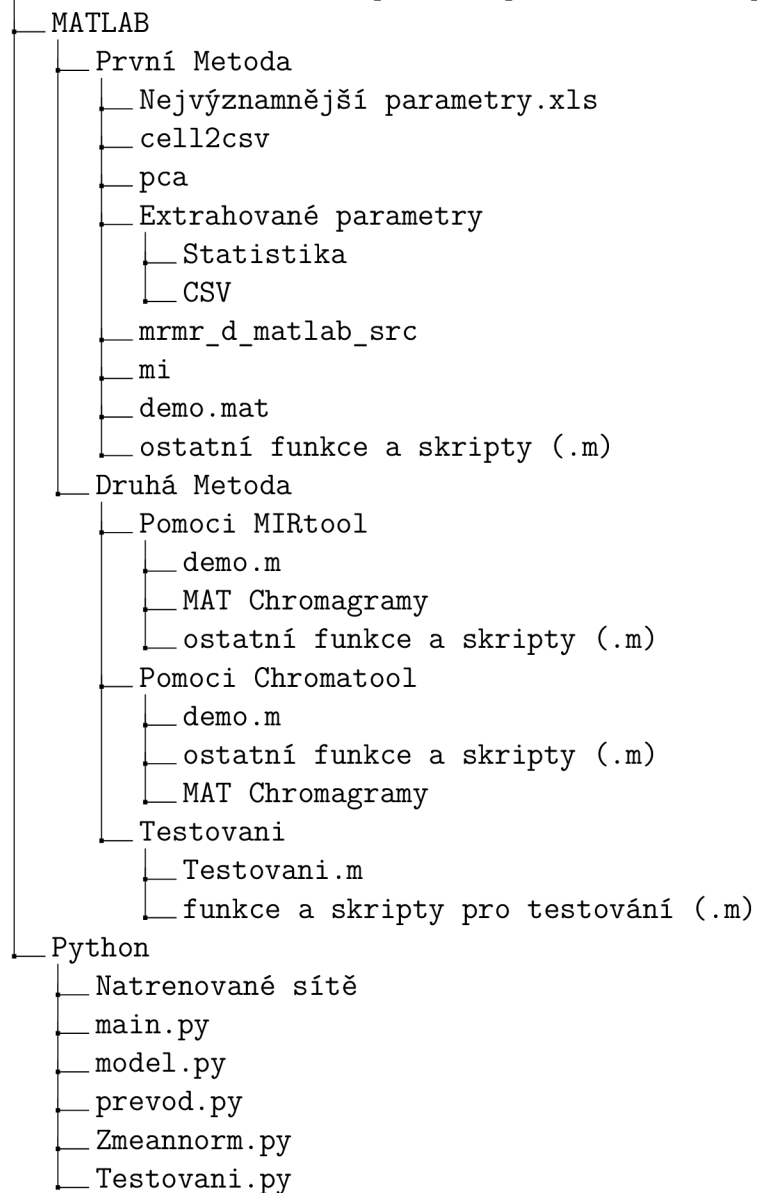 MATLAB
První Metoda
Nejvýznamnější parametry.xls
cell2csv
pca
Extrahované parametry
Statistika
CSV
mrmr_d_matlab_src
mi
demo.mat
ostatní funkce a skripty (.m)
Druhá Metoda
Pomoci MIRtool
demo.m
MAT Chromagramy
ostatní funkce a skripty (.m)
Pomoci Chromatool
demo.m
ostatní funkce a skripty (.m)
MAT Chromagramy
Testovani
Testovani.m
funkce a skripty pro testování (.m)
Python
Natrenované sítě
main.py
model.py
prevod.py
Zmeannorm.py
Testovani.py